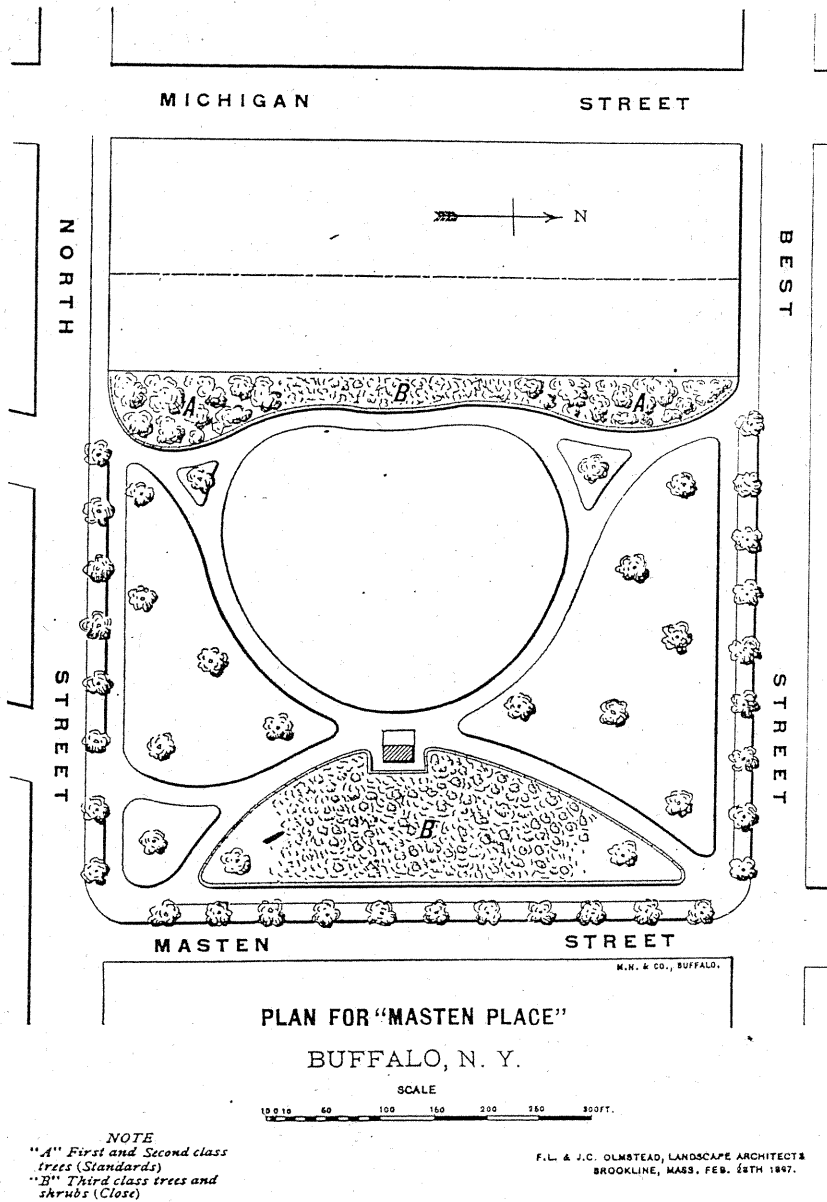 MICHIGAN STREET
N
NORTH STREET
BEST STREET
A B A
B
MASTEN STREET
M.N. & CO., BUFFALO.
PLAN FOR "MASTEN PLACE"
BUFFALO, N. Y.
SCALE
10 0 10 50 100 150 200 250 300FT.
NOTE
"A" First and Second class
trees (Standards)
"B" Third class trees and
shrubs (Close)
F.L. & J.C. OLMSTEAD, LANDSCAPE ARCHITECTS
BROOKLINE, MASS. FEB. 25TH 1897.